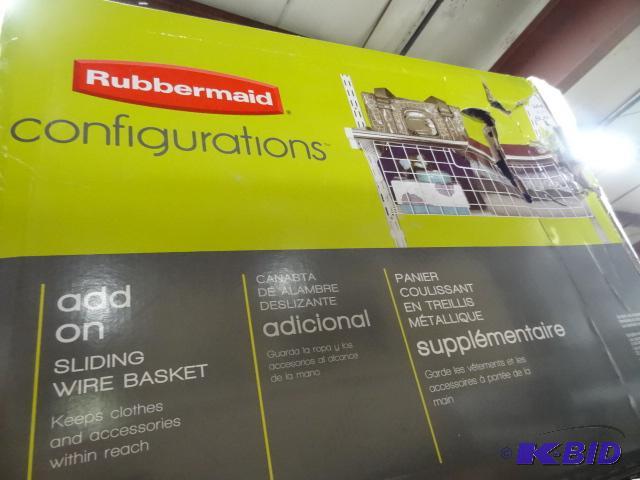 Rubbermaid®
configurations™
add
on
SLIDING
WIRE BASKET
Keeps clothes
and accessories
within reach
CANASTA
DE ALAMBRE
DESLIZANTE
adicional
Guarda la ropa y los
accesorios al alcance
de la mano
PANIER
COULISSANT
EN TREILLIS
MÉTALLIQUE
supplémentaire
Garde les vêtements et les
accessoires à portée de la
main
© K-BID